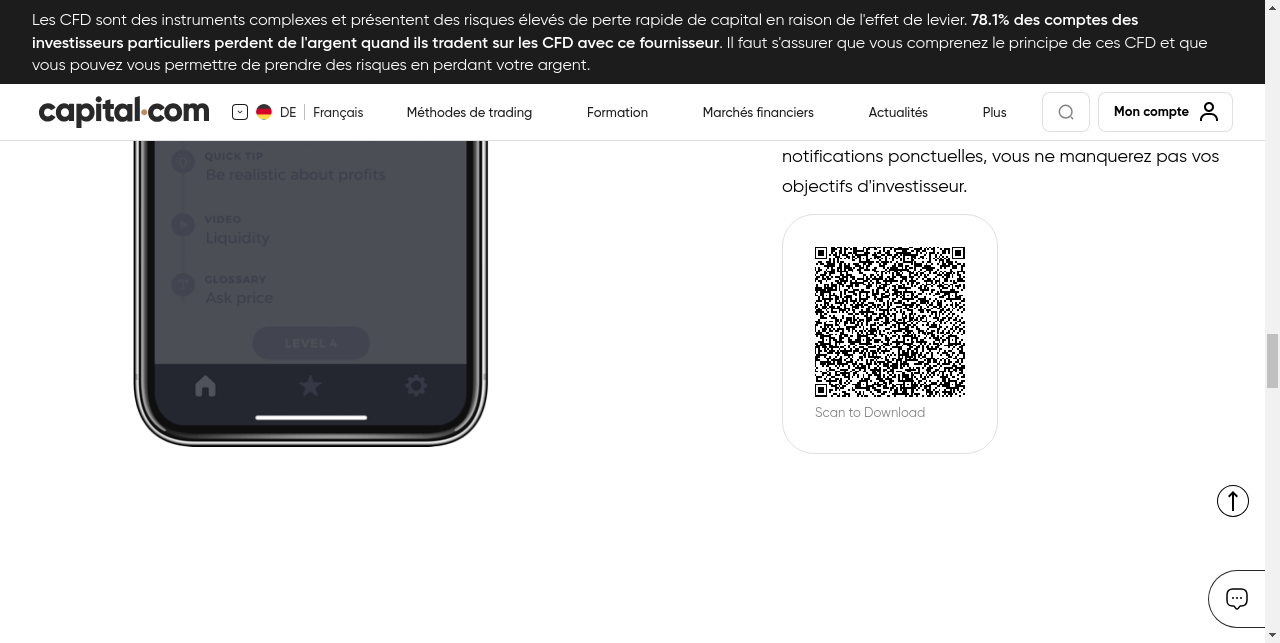 Les CFD sont des instruments complexes et présentent des risques élevés de perte rapide de capital en raison de l'effet de levier. 78.1% des comptes des
investisseurs particuliers perdent de l'argent quand ils tradent sur les CFD avec ce fournisseur. Il faut s'assurer que vous comprenez le principe de ces CFD et que
vous pouvez vous permettre de prendre des risques en perdant votre argent.
capital.com DE Français Méthodes de trading Formation Marchés financiers Actualités Plus Mon compte
QUICK TIP
Be realistic about profits
VIDEO
Liquidity
GLOSSARY
Ask price
LEVEL 4
notifications ponctuelles, vous ne manquerez pas vos
objectifs d'investisseur.
Scan to Download